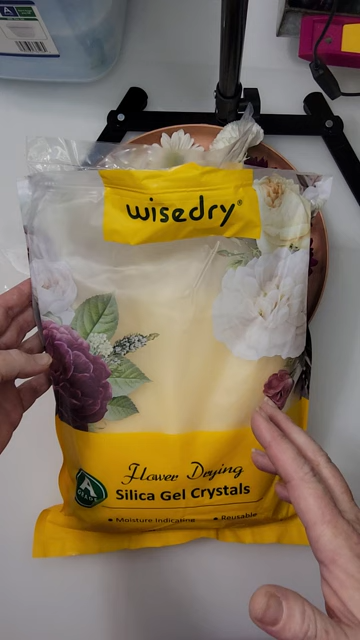 wisedry®
Flower Drying
Silica Gel Crystals
• Moisture Indicating • Reusable
A